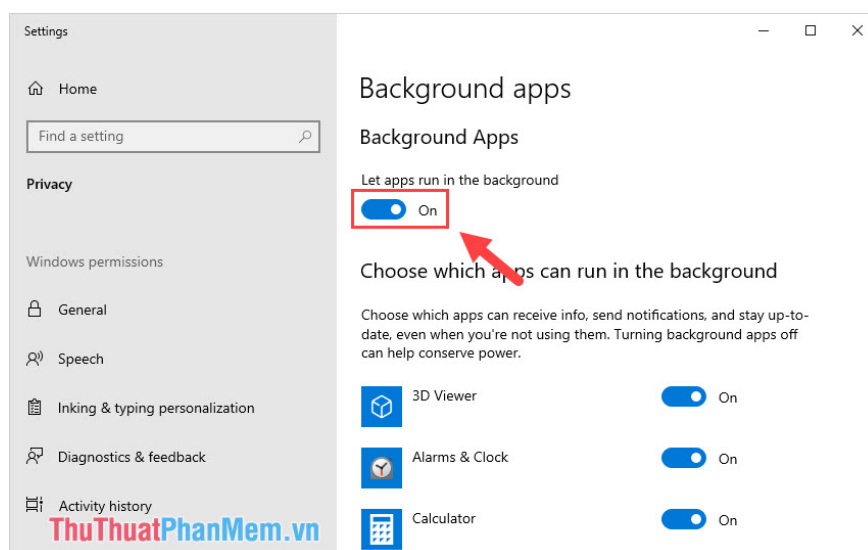 Settings
Home
Find a setting
Privacy
Windows permissions
General
Speech
Inking & typing personalization
Diagnostics & feedback
Activity history
ThuThuatPhanMem.vn
Background apps
Background Apps
Let apps run in the background
On
Choose which apps can run in the background
Choose which apps can receive info, send notifications, and stay up-to-
date, even when you're not using them. Turning background apps off
can help conserve power.
3D Viewer On
Alarms & Clock On
Calculator On